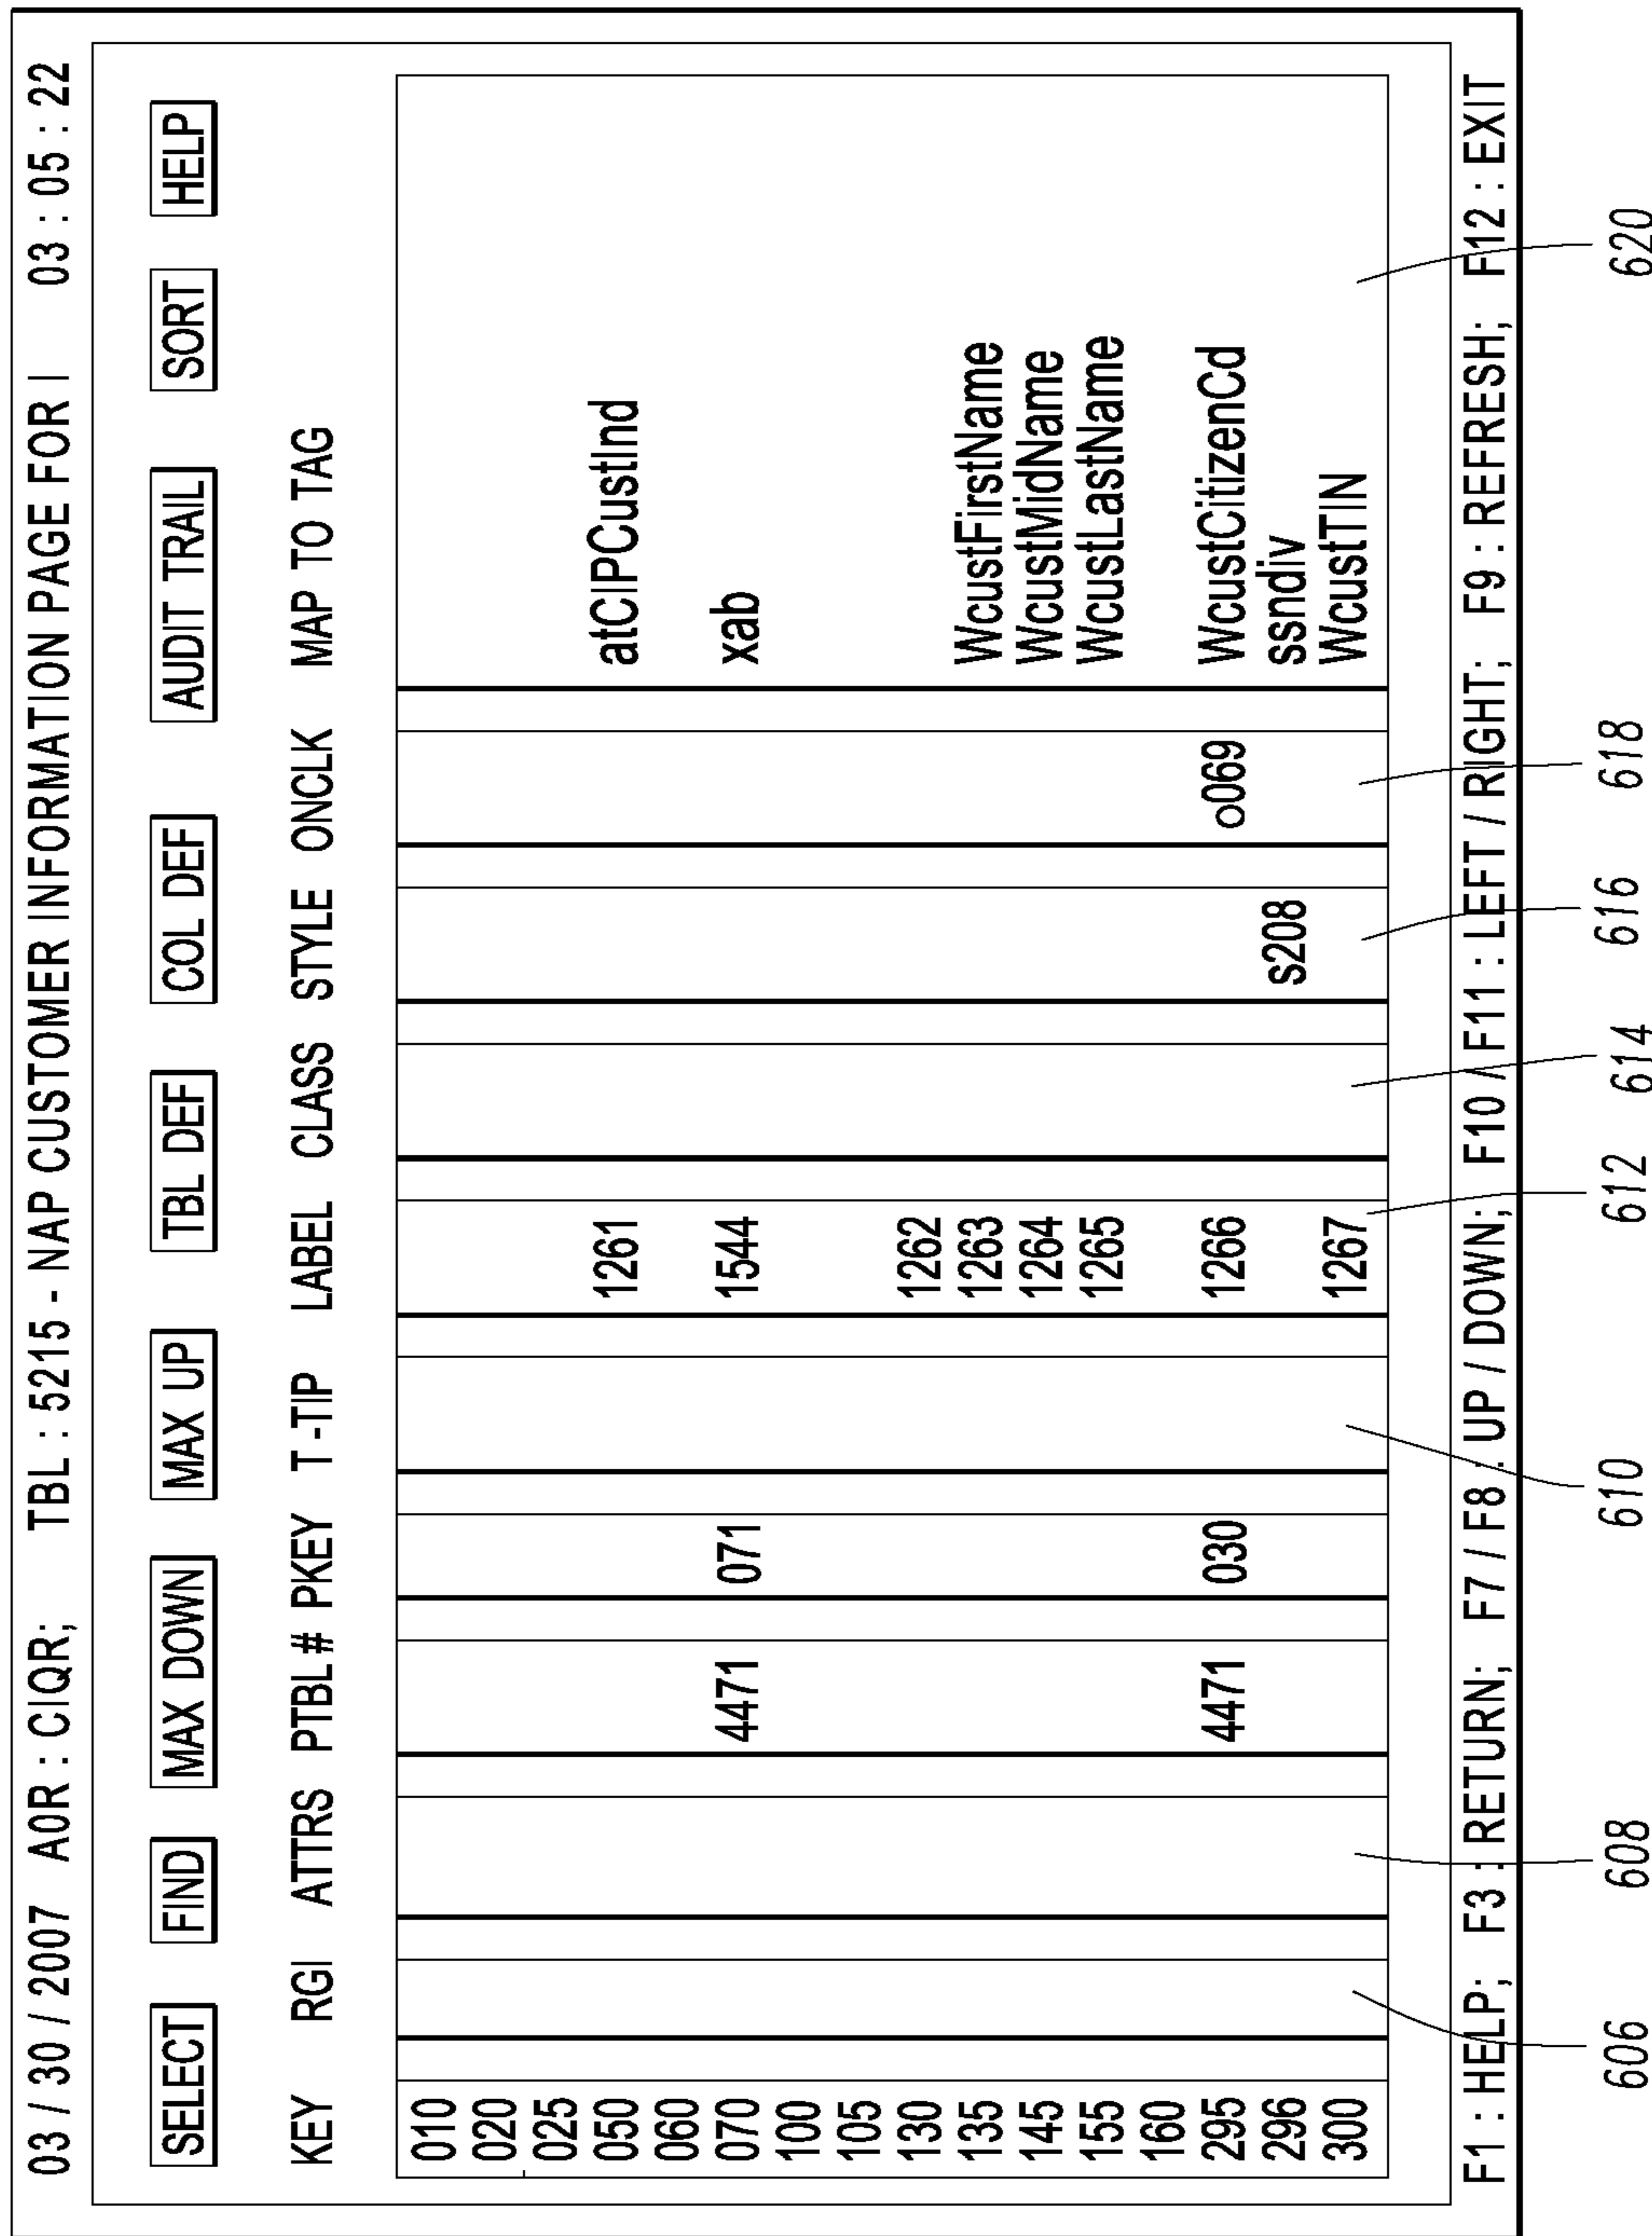 03 / 30 / 2007 A0R : CIQR; TBL : 5215 - NAP CUSTOMER INFORMATION PAGE FOR I 03 : 05 : 22
SELECT FIND MAX DOWN MAX UP TBL DEF COL DEF AUDIT TRAIL SORT HELP
KEY RGI ATTRS PTBL # PKEY T -TIP LABEL CLASS STYLE ONCLK MAP TO TAG
010
020
025
050 1261 atCIPCustInd
060
070 4471 071 1544 xab
100
105
130 1262
135 1263 WcustFirstName
145 1264 WcustMidName
155 1265 WcustLastName
160
295 4471 030 1266 o069 WcustCitizenCd
296 s208 ssndiv
300 1267 WcustTIN
F1 : HELP; F3 : RETURN; F7 / F8 : UP / DOWN; F10 / F11 : LEFT / RIGHT; F9 : REFRESH; F12 : EXIT
606 608 610 612 614 616 618 620